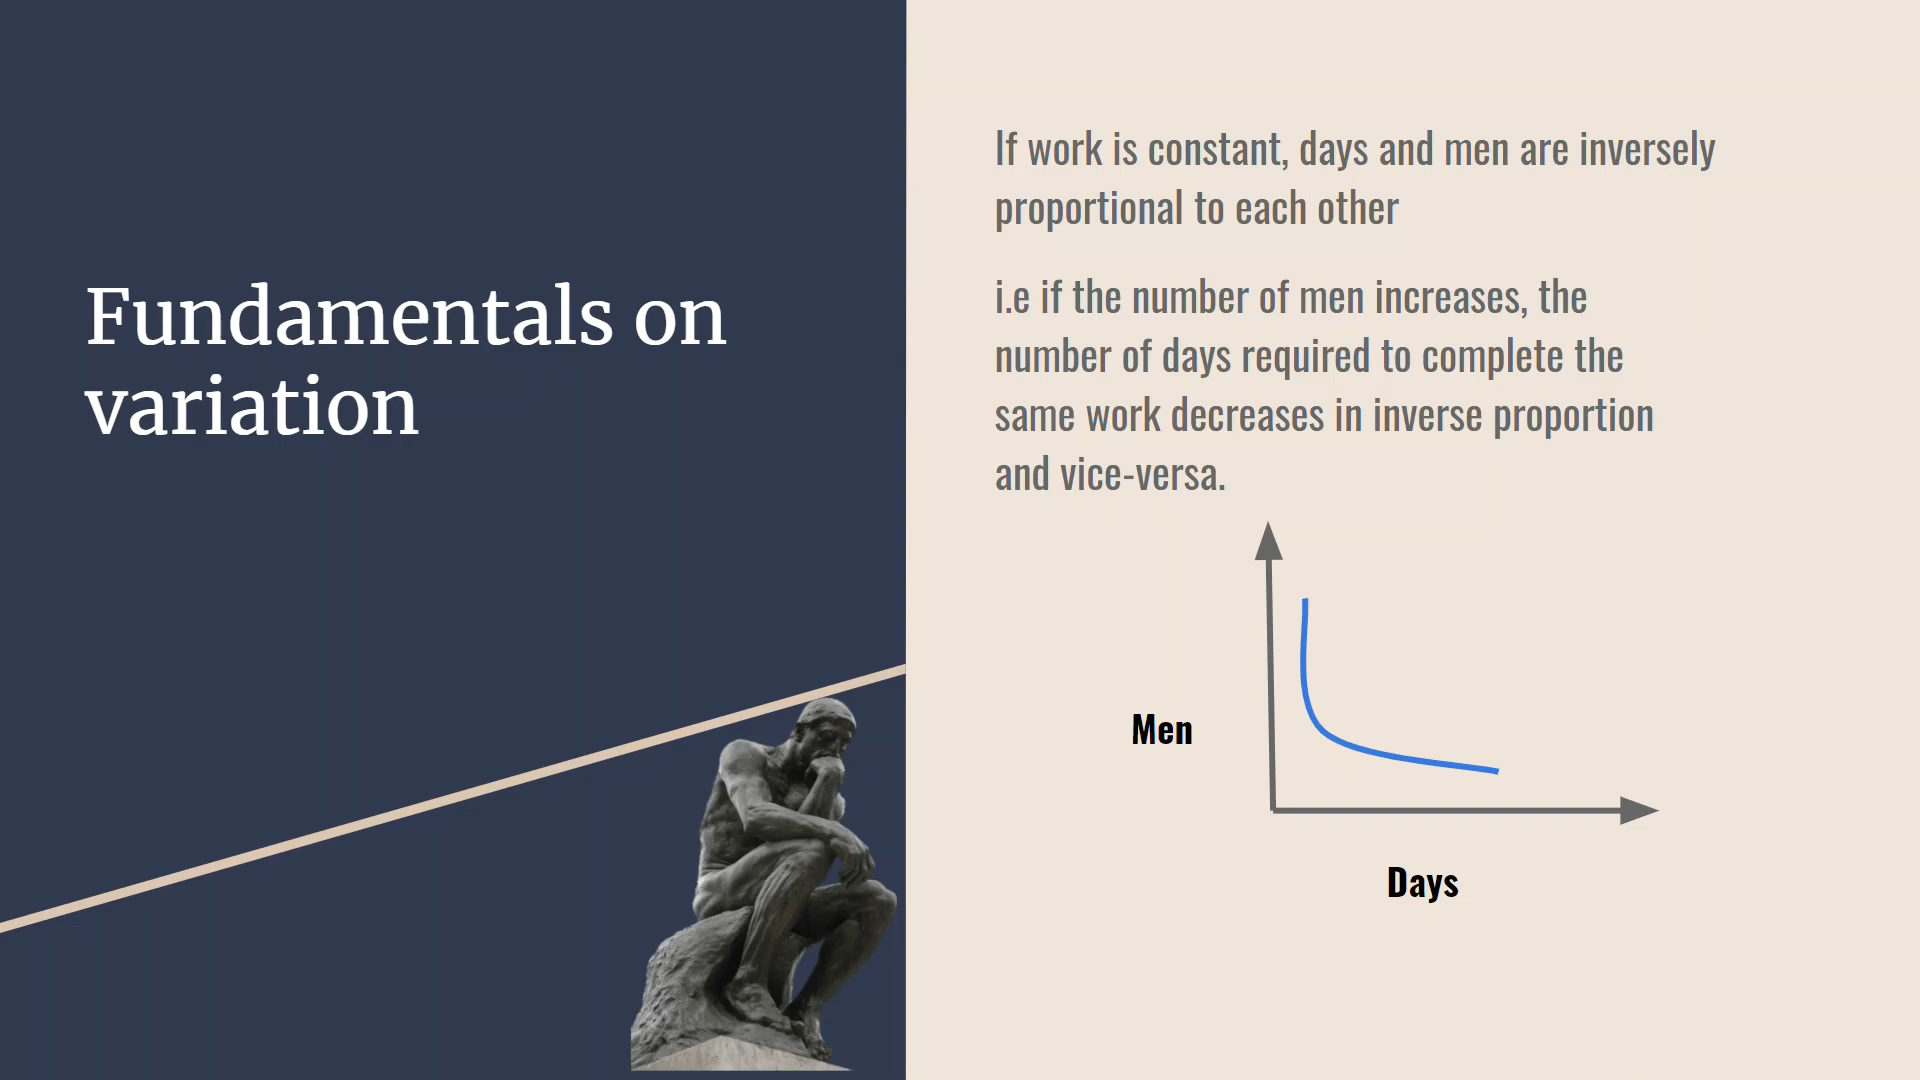 Fundamentals on
variation
If work is constant, days and men are inversely
proportional to each other
i.e if the number of men increases, the
number of days required to complete the
same work decreases in inverse proportion
and vice-versa.
Men
Days